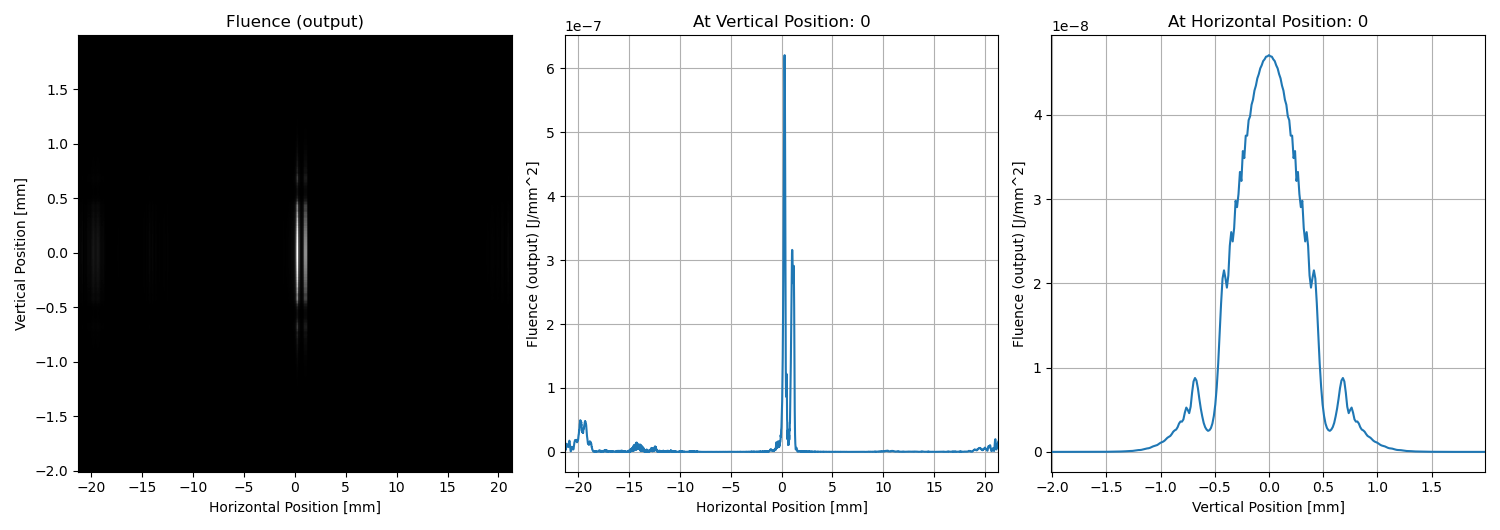 Fluence (output)
Vertical Position [mm]
1.5
1.0
0.5
0.0
−0.5
−1.0
−1.5
−2.0
−20 −15 −10 −5 0 5 10 15 20
Horizontal Position [mm]
At Vertical Position: 0
1e−7
Fluence (output) [J/mm^2]
6
5
4
3
2
1
0
−20 −15 −10 −5 0 5 10 15 20
Horizontal Position [mm]
At Horizontal Position: 0
1e−8
Fluence (output) [J/mm^2]
4
3
2
1
0
−2.0 −1.5 −1.0 −0.5 0.0 0.5 1.0 1.5
Vertical Position [mm]